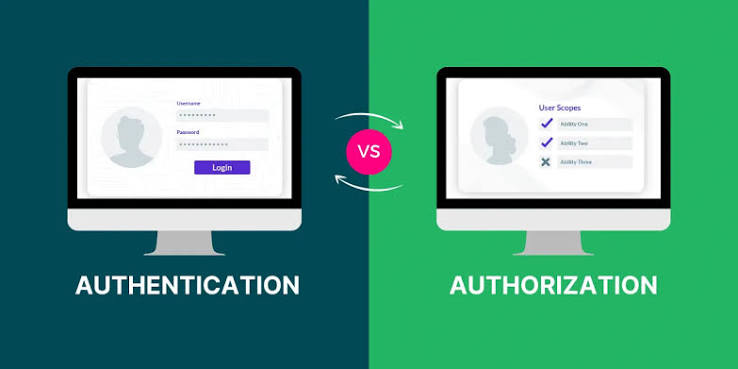 Username
Password
Login
AUTHENTICATION
VS
User Scopes
Ability One
Ability Two
Ability Three
AUTHORIZATION